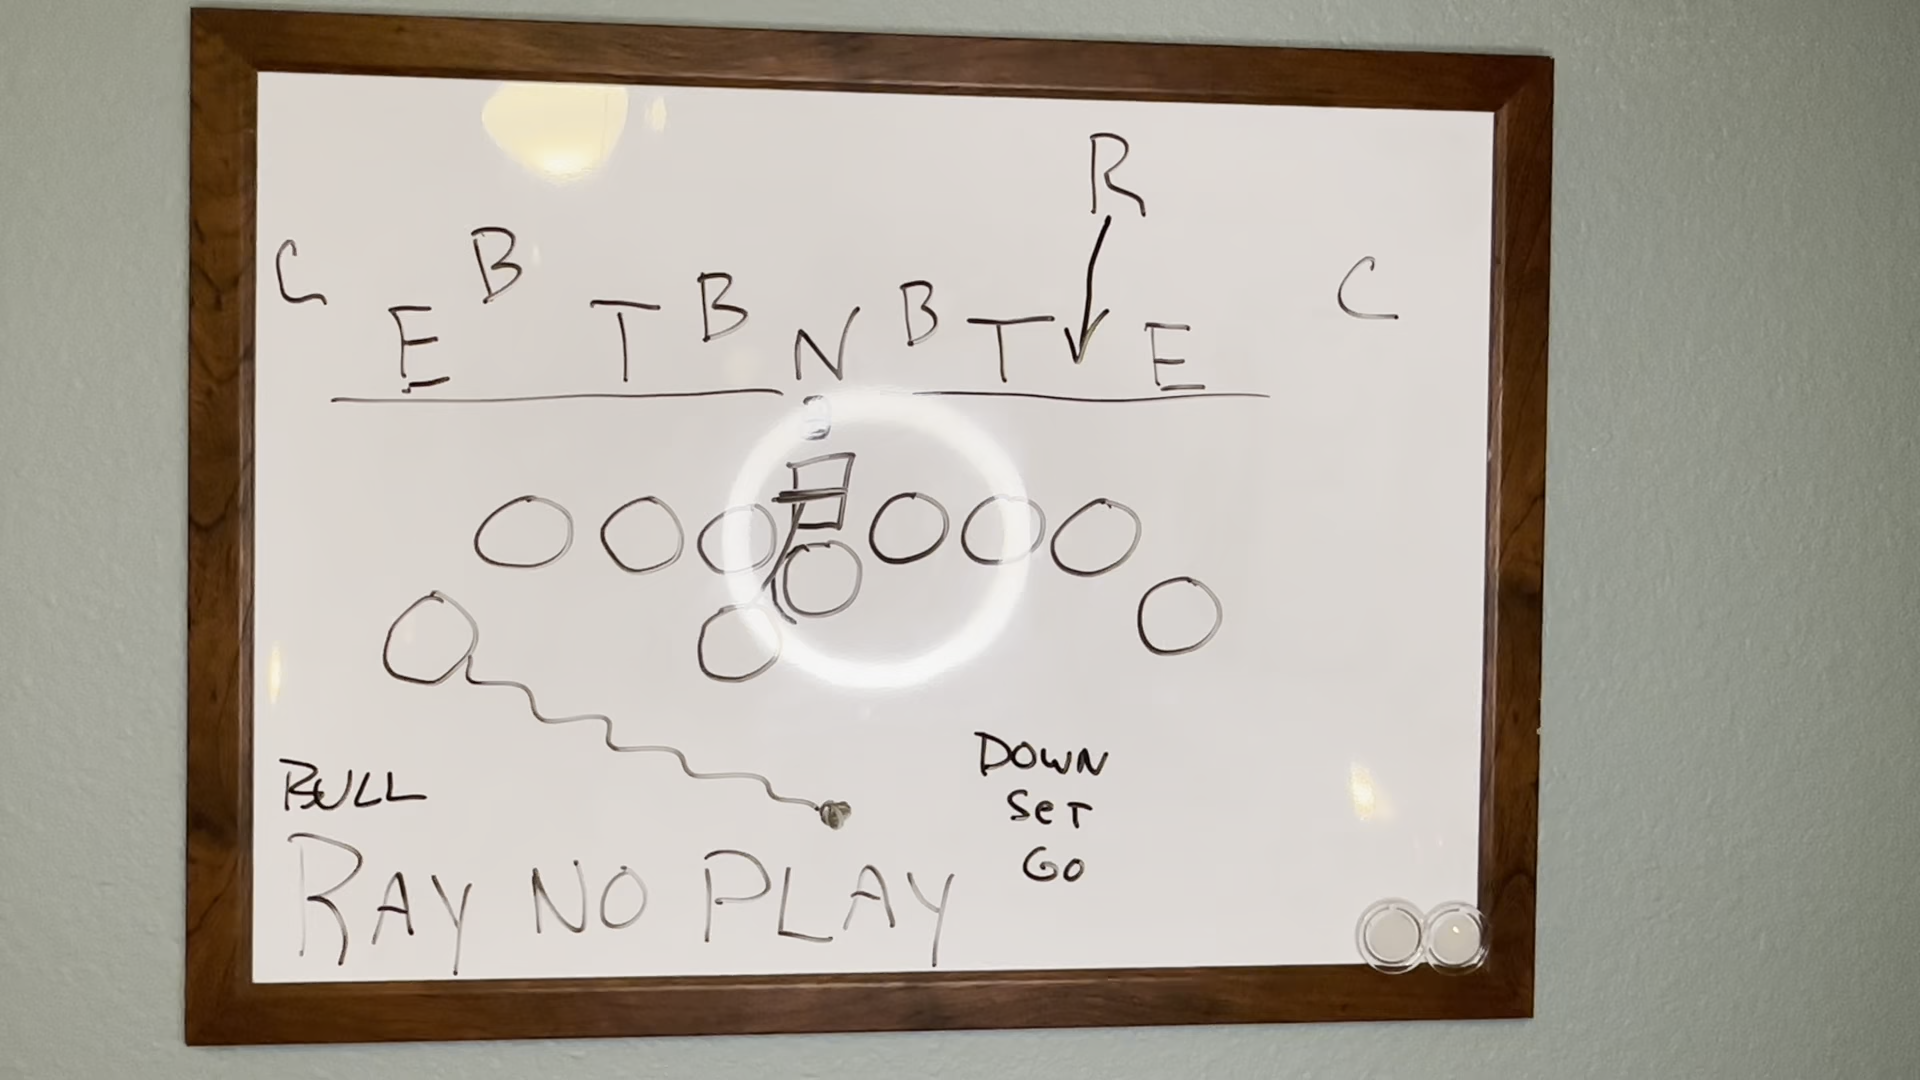 R
C B B B C
E T N T E
BULL
DOWN
SET
GO
RAY NO PLAY